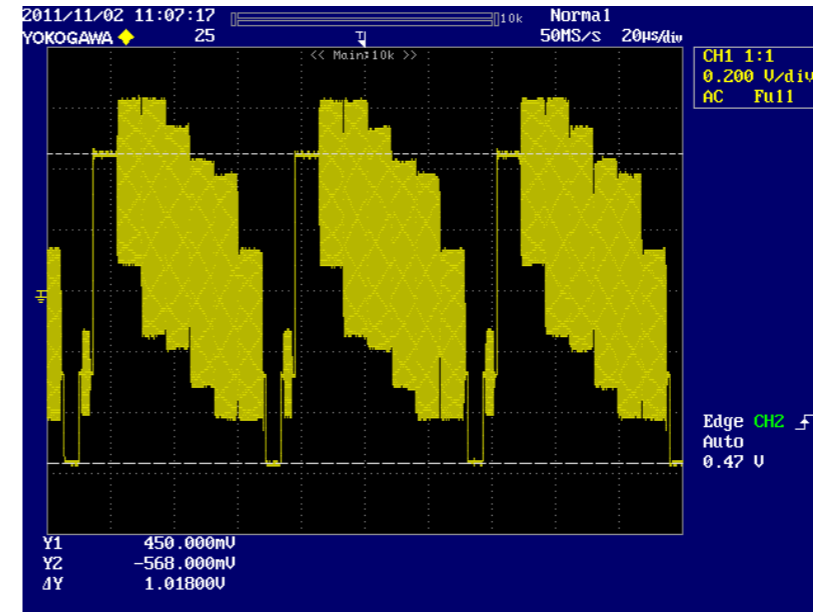 2011/11/02 11:07:17 10k Normal
YOKOGAWA 25 T 50MS/s 20µs/div
<< Main:10k >>
CH1 1:1
0.200 V/div
AC Full
Edge CH2
Auto
0.47 V
Y1 450.000mV
Y2 -568.000mV
ΔY 1.01800V